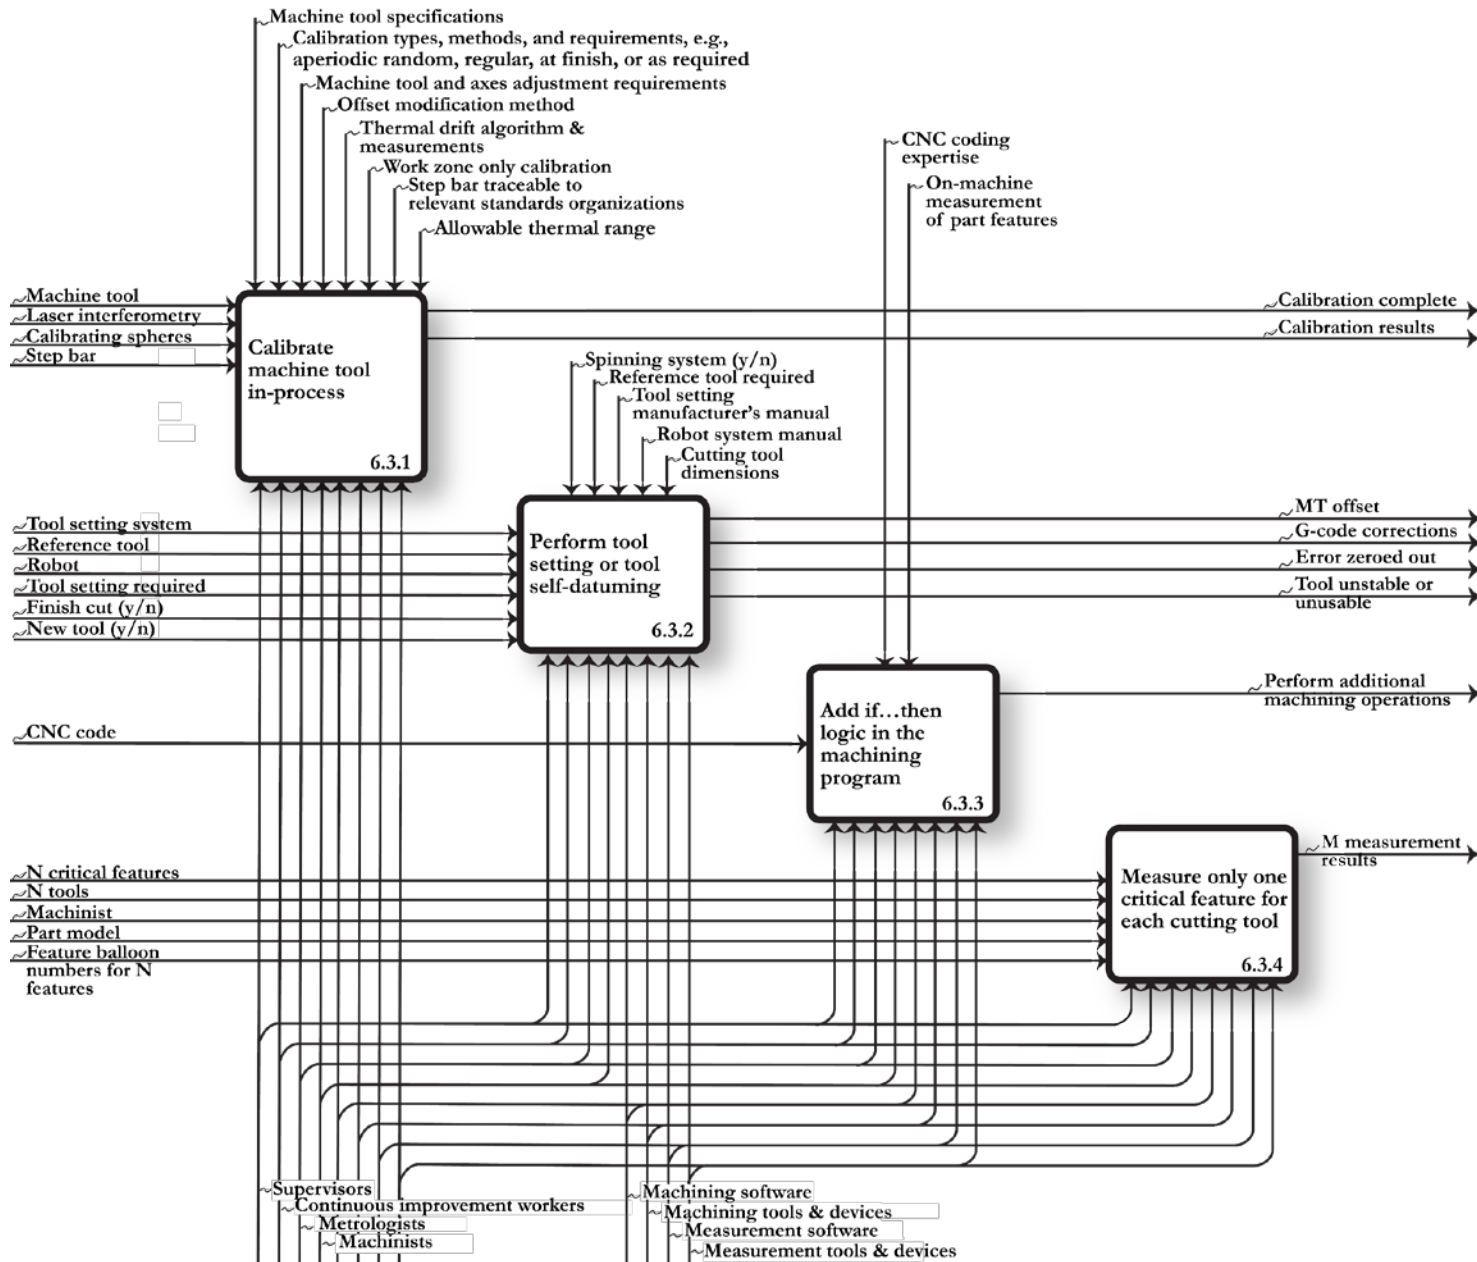 Machine tool specifications
Calibration types, methods, and requirements, e.g.,
aperiodic random, regular, at finish, or as required
Machine tool and axes adjustment requirements
Offset modification method
Thermal drift algorithm &
measurements
Work zone only calibration
Step bar traceable to
relevant standards organizations
Allowable thermal range
CNC coding
expertise
On-machine
measurement
of part features
Machine tool
Laser interferometry
Calibrating spheres
Step bar
Calibrate
machine tool
in-process
6.3.1
Calibration complete
Calibration results
Spinning system (y/n)
Referemce tool required
Tool setting
manufacturer's manual
Robot system manual
Cutting tool
dimensions
Tool setting system
Reference tool
Robot
Tool setting required
Finish cut (y/n)
New tool (y/n)
Perform tool
setting or tool
self-datuming
6.3.2
MT offset
G-code corrections
Error zeroed out
Tool unstable or
unusable
CNC code
Add if...then
logic in the
machining
program
6.3.3
Perform additional
machining operations
N critical features
N tools
Machinist
Part model
Feature balloon
numbers for N
features
Measure only one
critical feature for
each cutting tool
6.3.4
M measurement
results
Supervisors
Continuous improvement workers
Metrologists
Machinists
Machining software
Machining tools & devices
Measurement software
Measurement tools & devices